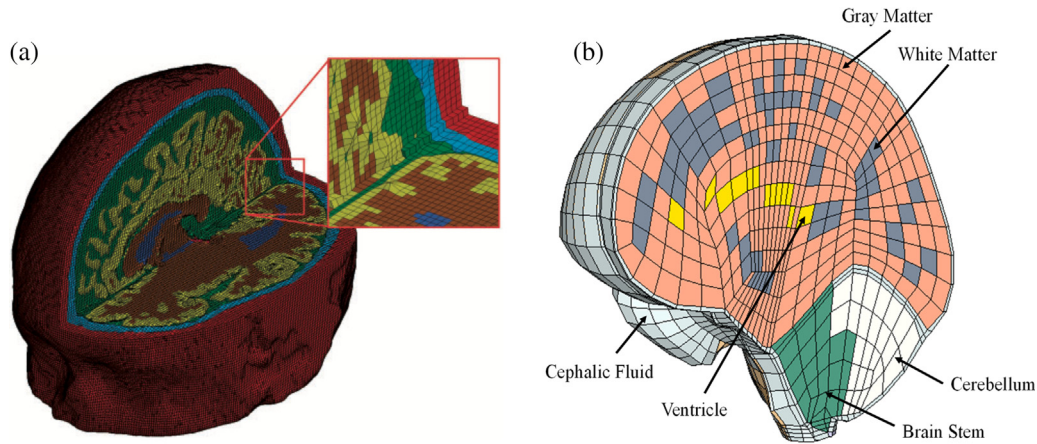 (a)
(b)
Gray Matter
White Matter
Cephalic Fluid
Ventricle
Cerebellum
Brain Stem